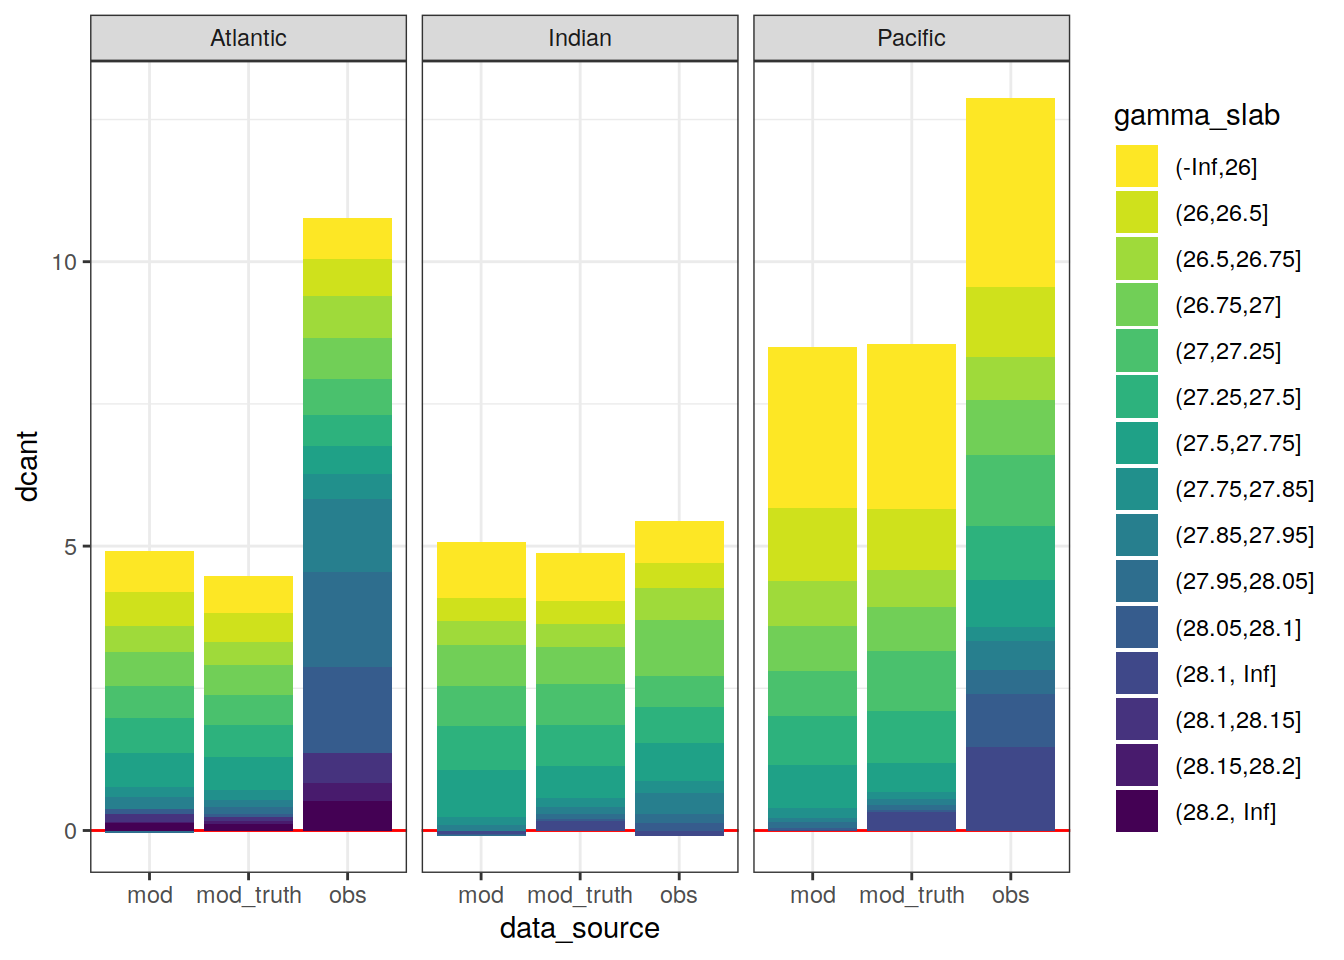 Atlantic
Indian
Pacific
dcant
10
5
0
mod
mod_truth
obs
mod
mod_truth
obs
mod
mod_truth
obs
data_source
gamma_slab
(-Inf,26]
(26,26.5]
(26.5,26.75]
(26.75,27]
(27,27.25]
(27.25,27.5]
(27.5,27.75]
(27.75,27.85]
(27.85,27.95]
(27.95,28.05]
(28.05,28.1]
(28.1, Inf]
(28.1,28.15]
(28.15,28.2]
(28.2, Inf]